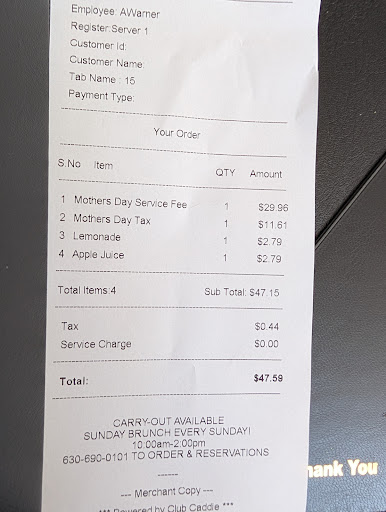 Employee: AWarner
Register:Server 1
Customer Id:
Customer Name:
Tab Name : 15
Payment Type:
Your Order
S.No Item QTY Amount
1 Mothers Day Service Fee 1 $29.96
2 Mothers Day Tax 1 $11.61
3 Lemonade 1 $2.79
4 Apple Juice 1 $2.79
Total Items:4 Sub Total: $47.15
Tax $0.44
Service Charge $0.00
Total: $47.59
CARRY-OUT AVAILABLE
SUNDAY BRUNCH EVERY SUNDAY!
10:00am-2:00pm
630-690-0101 TO ORDER & RESERVATIONS
------
--- Merchant Copy ---
*** Powered by Club Caddie ***
hank You